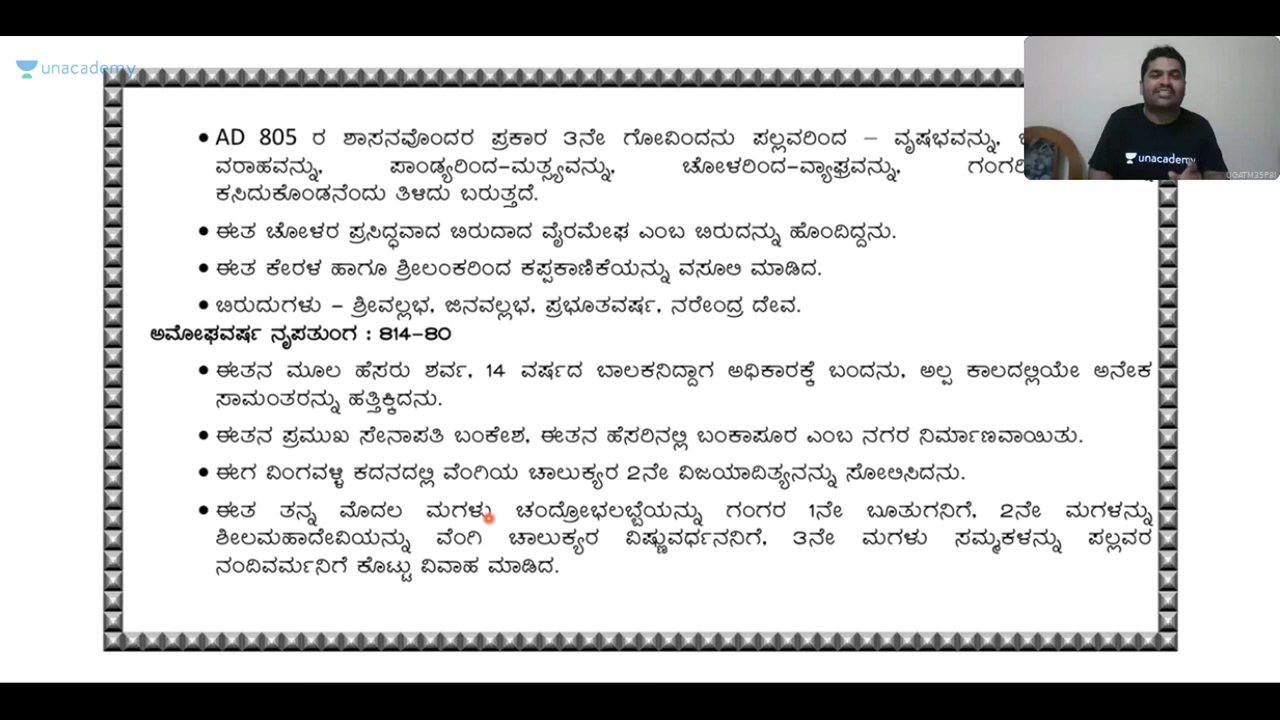 unacademy
• AD 805 ರ ಶಾಸನವೊಂದರ ಪ್ರಕಾರ 3ನೇ ಗೋವಿಂದನು ಪಲ್ಲವರಿಂದ – ವೃಷಭವನ್ನು,
ವರಾಹವನ್ನು, ಪಾಂಡ್ಯರಿಂದ-ಮತ್ಸ್ಯವನ್ನು, ಚೋಳರಿಂದ-ವ್ಯಾಘ್ರವನ್ನು,
ಕಸಿದುಕೊಂಡನೆಂದು ತಿಳಿದು ಬರುತ್ತದೆ.
• ಈತ ಚೋಳರ ಪ್ರಸಿದ್ಧವಾದ ಬಿರುದಾದ ವೈರಮೇಘ ಎಂಬ ಬಿರುದನ್ನು ಹೊಂದಿದ್ದನು.
• ಈತ ಕೇರಳ ಹಾಗೂ ಶ್ರೀಲಂಕರಿಂದ ಕಪ್ಪಕಾಣಿಕೆಯನ್ನು ವಸೂಲಿ ಮಾಡಿದ.
• ಬಿರುದುಗಳು – ಶ್ರೀವಲ್ಲಭ, ಜನವಲ್ಲಭ, ಪ್ರಭೂತವರ್ಷ, ನರೇಂದ್ರ ದೇವ.
ಅಮೋಘವರ್ಷ ನೃಪತುಂಗ : 814-80
• ಈತನ ಮೂಲ ಹೆಸರು ಶರ್ವ, 14 ವರ್ಷದ ಬಾಲಕನಿದ್ದಾಗ ಅಧಿಕಾರಕ್ಕೆ ಬಂದನು, ಅಲ್ಪ ಕಾಲದಲ್ಲಿಯೇ ಅನೇಕ
ಸಾಮಂತರನ್ನು ಹತ್ತಿಕ್ಕಿದನು.
• ಈತನ ಪ್ರಮುಖ ಸೇನಾಪತಿ ಬಂಕೇಶ, ಈತನ ಹೆಸರಿನಲ್ಲಿ ಬಂಕಾಪೂರ ಎಂಬ ನಗರ ನಿರ್ಮಾಣವಾಯಿತು.
• ಈಗ ವಿಂಗವಳ್ಳಿ ಕದನದಲ್ಲಿ ವೆಂಗಿಯ ಚಾಲುಕ್ಯರ 2ನೇ ವಿಜಯಾದಿತ್ಯನನ್ನು ಸೋಲಿಸಿದನು.
• ಈತ ತನ್ನ ಮೊದಲ ಮಗಳು ಚಂದ್ರೋಭಲಬ್ಬೆಯನ್ನು ಗಂಗರ 1ನೇ ಬೂತುಗನಿಗೆ, 2ನೇ ಮಗಳನ್ನು
ಶೀಲಮಹಾದೇವಿಯನ್ನು ವೆಂಗಿ ಚಾಲುಕ್ಯರ ವಿಷ್ಣುವರ್ಧನನಿಗೆ, 3ನೇ ಮಗಳು ಸಮ್ಮಕಳನ್ನು ಪಲ್ಲವರ
ನಂದಿವರ್ಮನಿಗೆ ಕೊಟ್ಟು ವಿವಾಹ ಮಾಡಿದ.
unacademy